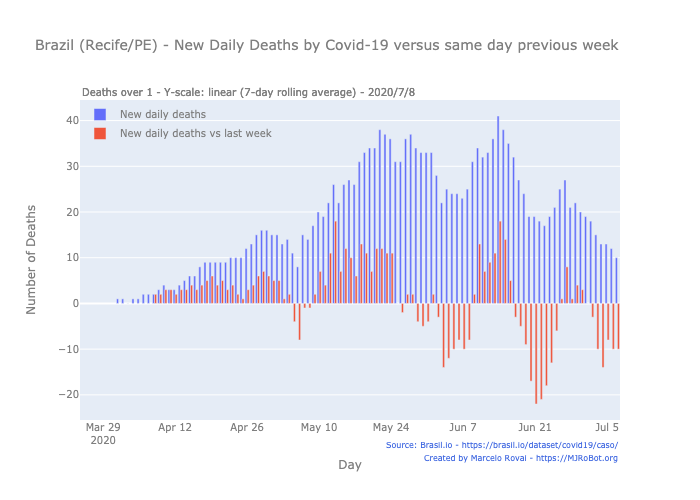 Brazil (Recife/PE) - New Daily Deaths by Covid-19 versus same day previous week
Deaths over 1 - Y-scale: linear (7-day rolling average) - 2020/7/8
New daily deaths
New daily deaths vs last week
40
30
20
10
0
−10
−20
Number of Deaths
Mar 29 Apr 12 Apr 26 May 10 May 24 Jun 7 Jun 21 Jul 5
2020
Source: Brasil.io - https://brasil.io/dataset/covid19/caso/
Created by Marcelo Rovai - https://MJRoBot.org
Day